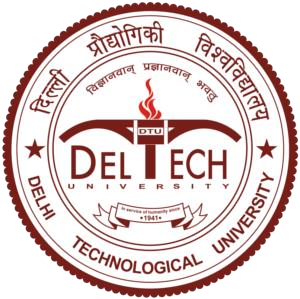 दिल्ली प्रौद्योगिकी विश्वविद्यालय
विज्ञानवान् प्रज्ञानवान् भवतु
DTU
DELTECH
UNIVERSITY
in service of humanity since
•1941•
DELHI TECHNOLOGICAL UNIVERSITY